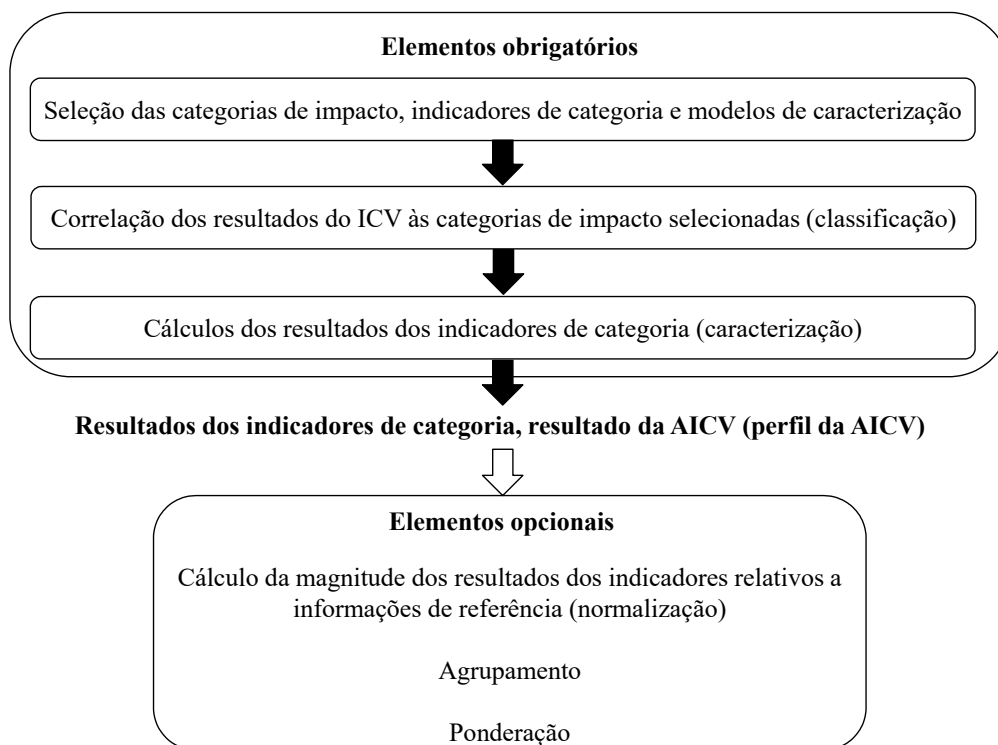 Elementos obrigatórios
Seleção das categorias de impacto, indicadores de categoria e modelos de caracterização
Correlação dos resultados do ICV às categorias de impacto selecionadas (classificação)
Cálculos dos resultados dos indicadores de categoria (caracterização)
Resultados dos indicadores de categoria, resultado da AICV (perfil da AICV)
Elementos opcionais
Cálculo da magnitude dos resultados dos indicadores relativos a
informações de referência (normalização)
Agrupamento
Ponderação